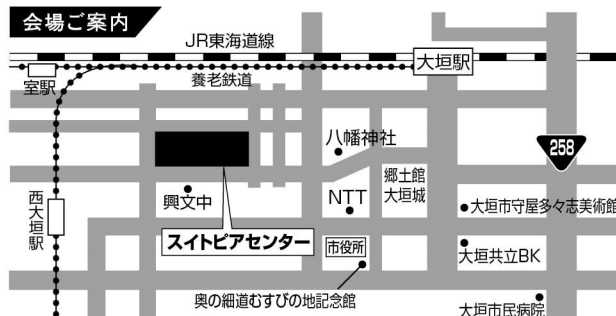 会場ご案内
JR東海道線
大垣駅
室駅
養老鉄道
八幡神社
258
郷土館
大垣城
西大垣駅
興文中
NTT
大垣市守屋多々志美術館
スイトピアセンター
市役所
大垣共立BK
奥の細道むすびの地記念館
大垣市民病院